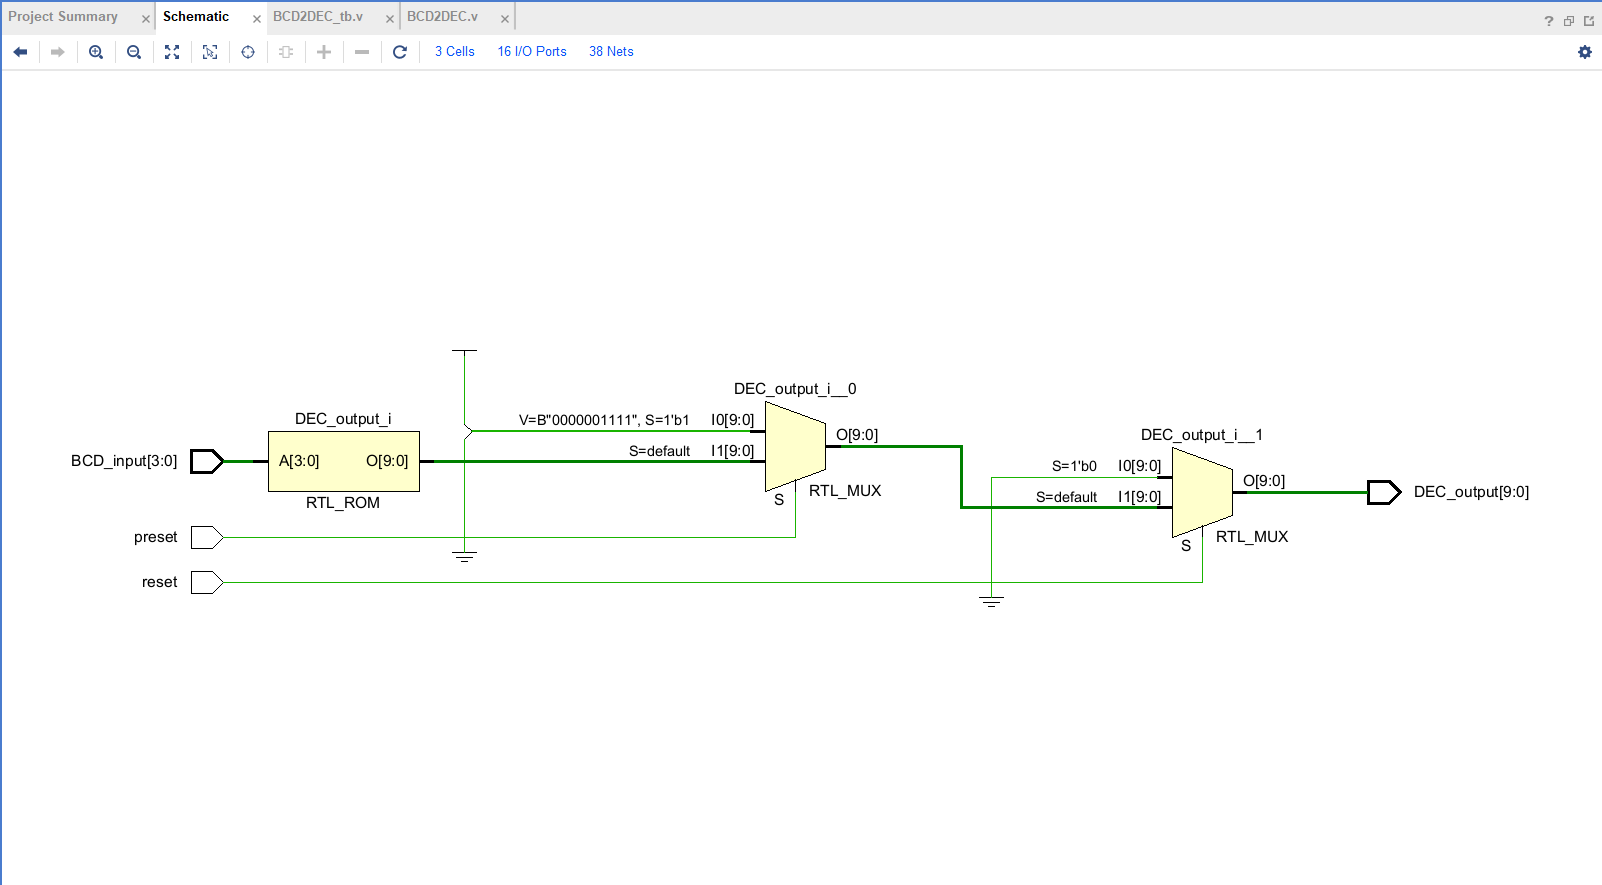 Project Summary × Schematic × BCD2DEC_tb.v × BCD2DEC.v ×
?
3 Cells 16 I/O Ports 38 Nets
DEC_output_i__0
DEC_output_i
V=B"0000001111", S=1'b1 I0[9:0]
O[9:0]
DEC_output_i__1
S=default I1[9:0]
BCD_input[3:0] A[3:0] O[9:0]
S=1'b0 I0[9:0]
O[9:0]
RTL_MUX
DEC_output[9:0]
S
S=default I1[9:0]
RTL_ROM
preset
RTL_MUX
S
reset